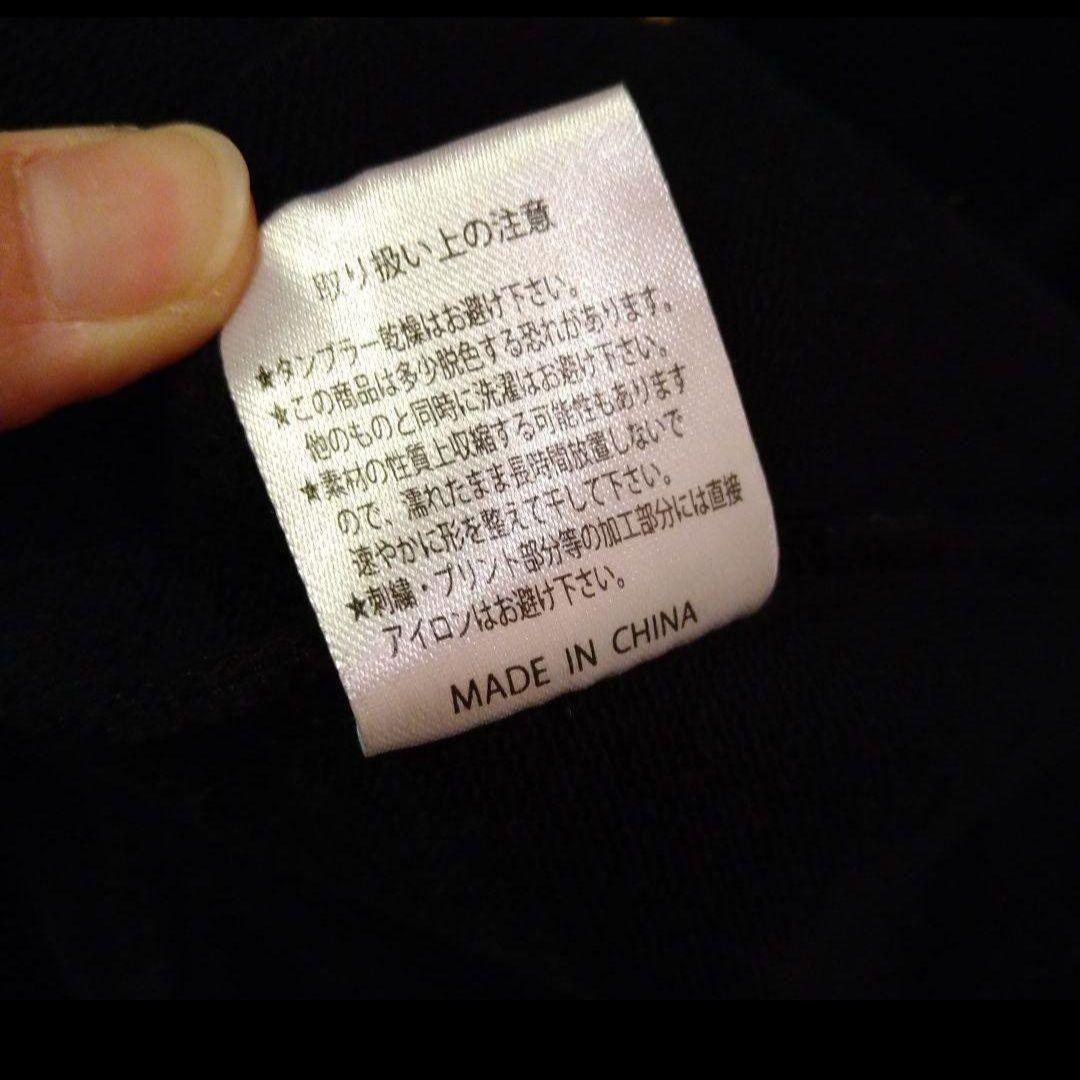 取り扱い上の注意
★タンブラー乾燥はお避け下さい。
★この商品は多少脱色する恐れがあります。
他のものと同時に洗濯はお避け下さい。
★素材の性質上収縮する可能性もあります
ので、濡れたまま長時間放置しないで
速やかに形を整えて干して下さい。
★刺繍・プリント部分等の加工部分には直接
アイロンはお避け下さい。
MADE IN CHINA